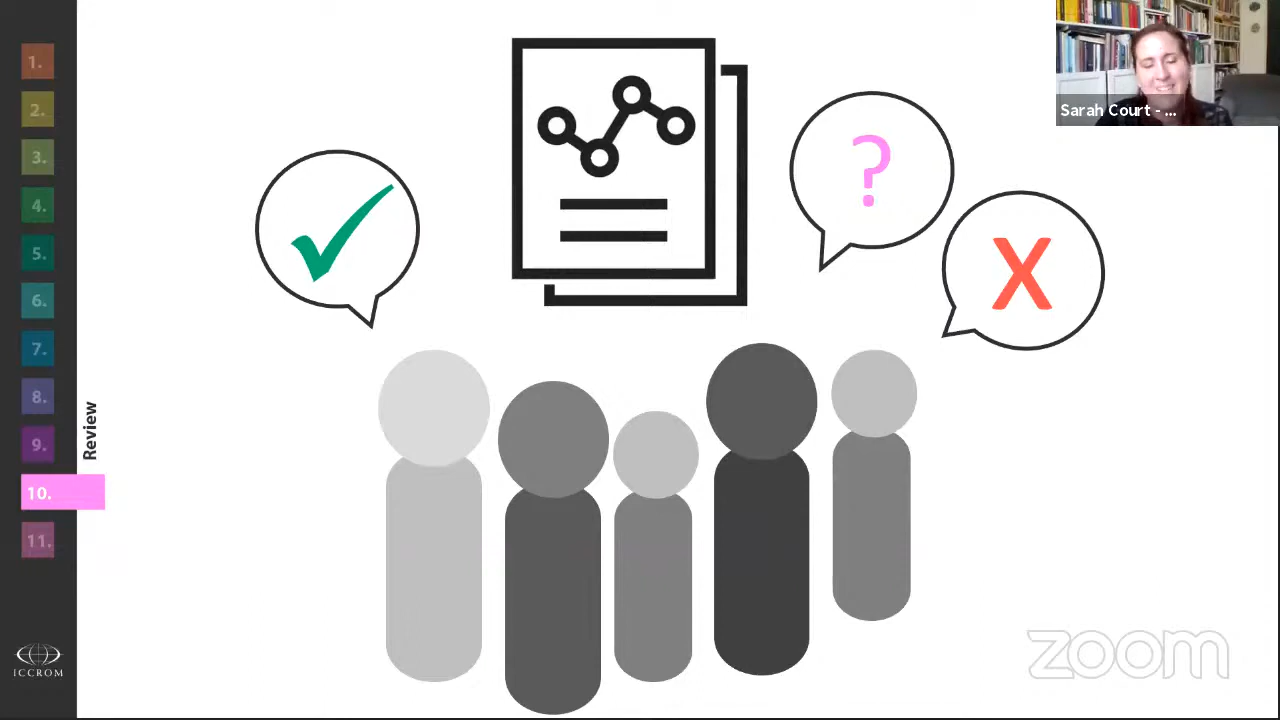 1.
2.
3.
4.
5.
6.
7.
8.
9.
10.
11.
Review
ICCROM
?
X
Sarah Court - ...
zoom